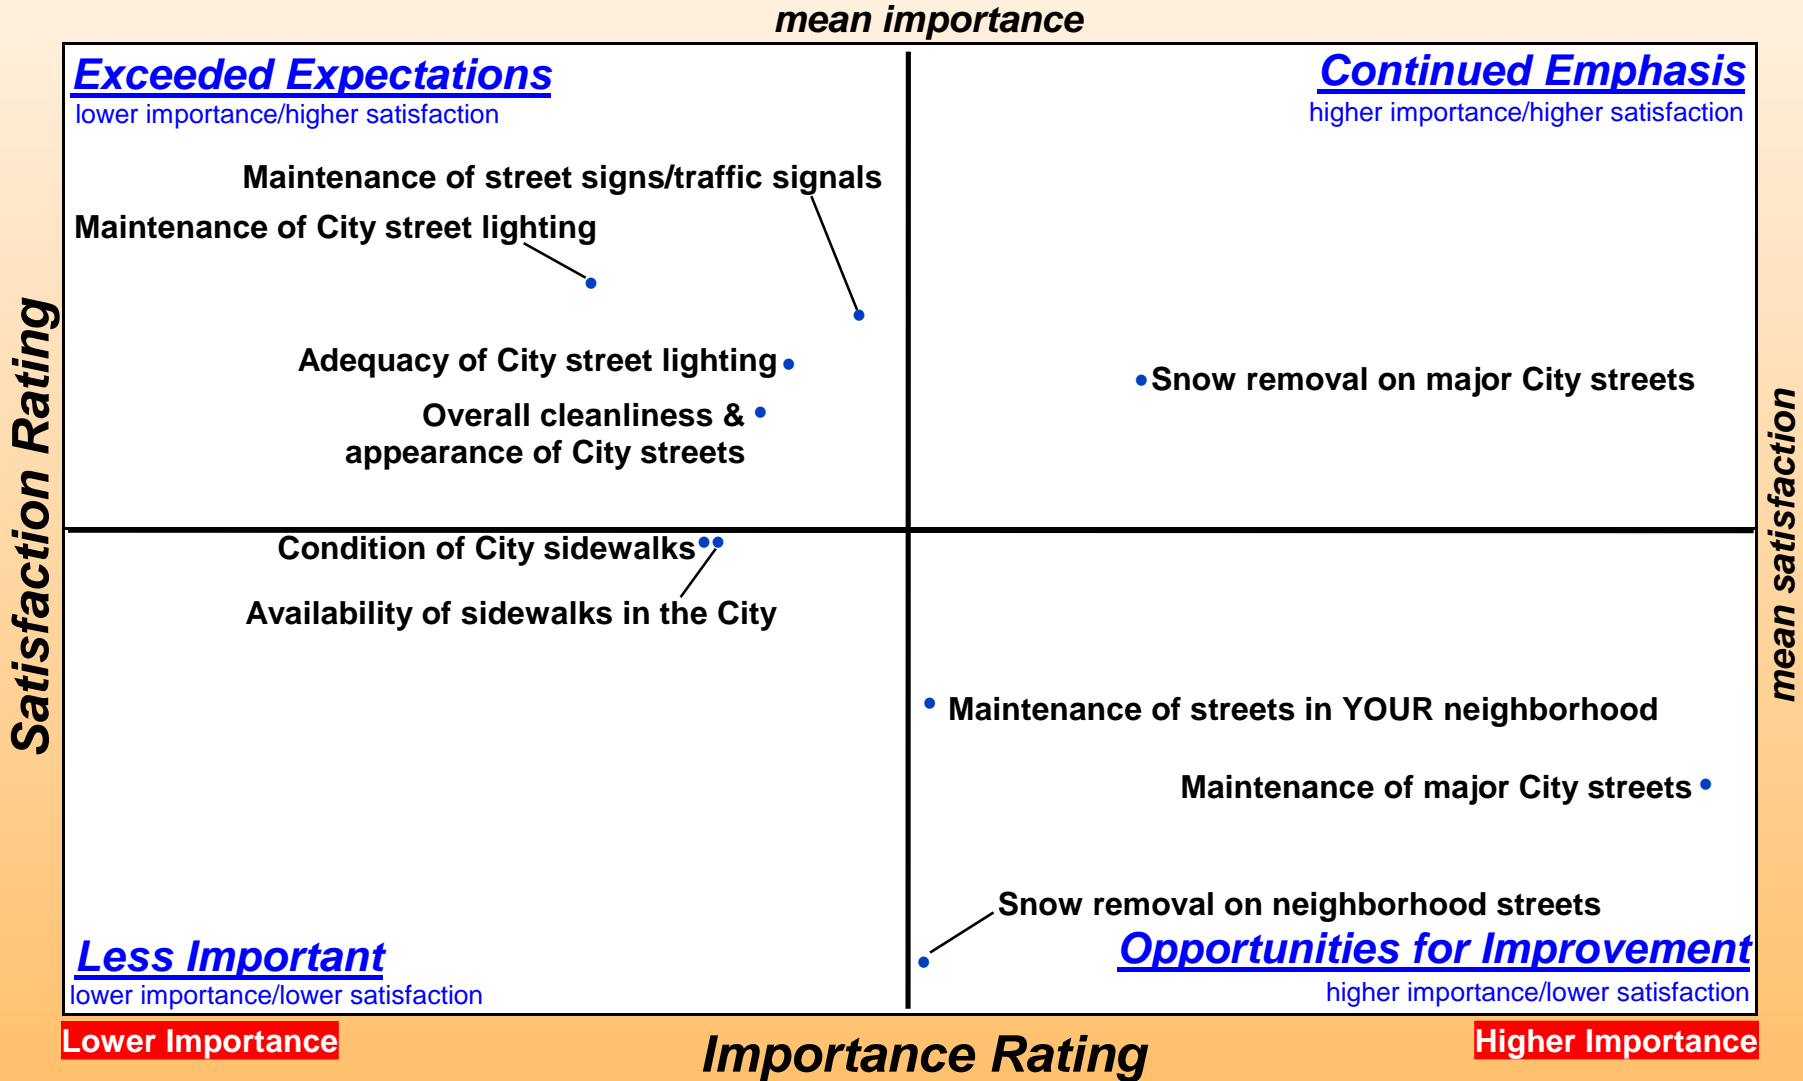 mean importance
Exceeded Expectations
lower importance/higher satisfaction
Continued Emphasis
higher importance/higher satisfaction
Maintenance of street signs/traffic signals
Maintenance of City street lighting
Adequacy of City street lighting
Overall cleanliness &
appearance of City streets
Snow removal on major City streets
Satisfaction Rating
mean satisfaction
Condition of City sidewalks
Availability of sidewalks in the City
Maintenance of streets in YOUR neighborhood
Maintenance of major City streets
Snow removal on neighborhood streets
Less Important
lower importance/lower satisfaction
Opportunities for Improvement
higher importance/lower satisfaction
Lower Importance
Importance Rating
Higher Importance